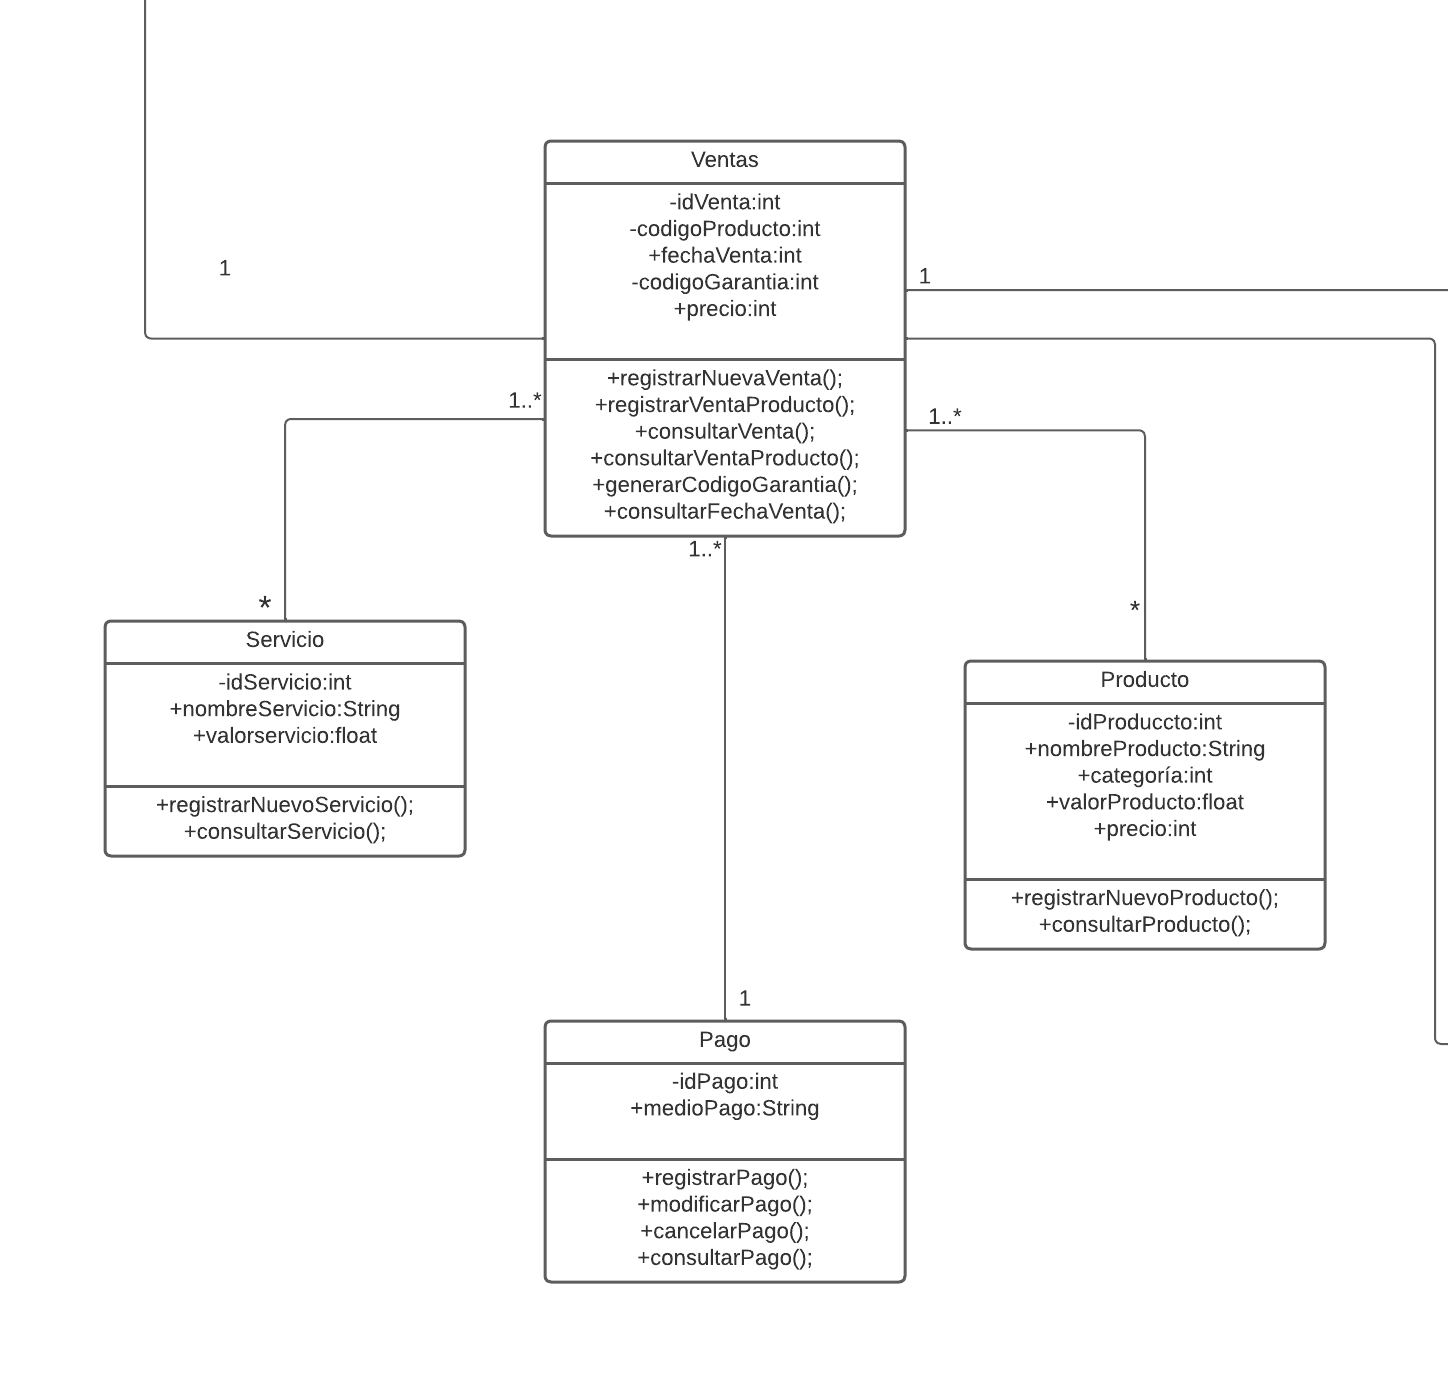 Ventas
-idVenta:int
-codigoProducto:int
+fechaVenta:int
-codigoGarantia:int
+precio:int
+registrarNuevaVenta();
+registrarVentaProducto();
+consultarVenta();
+consultarVentaProducto();
+generarCodigoGarantia();
+consultarFechaVenta();
1
1
1..*
1..*
1..*
*
*
Servicio
-idServicio:int
+nombreServicio:String
+valorservicio:float
+registrarNuevoServicio();
+consultarServicio();
Producto
-idProduccto:int
+nombreProducto:String
+categoría:int
+valorProducto:float
+precio:int
+registrarNuevoProducto();
+consultarProducto();
1
Pago
-idPago:int
+medioPago:String
+registrarPago();
+modificarPago();
+cancelarPago();
+consultarPago();